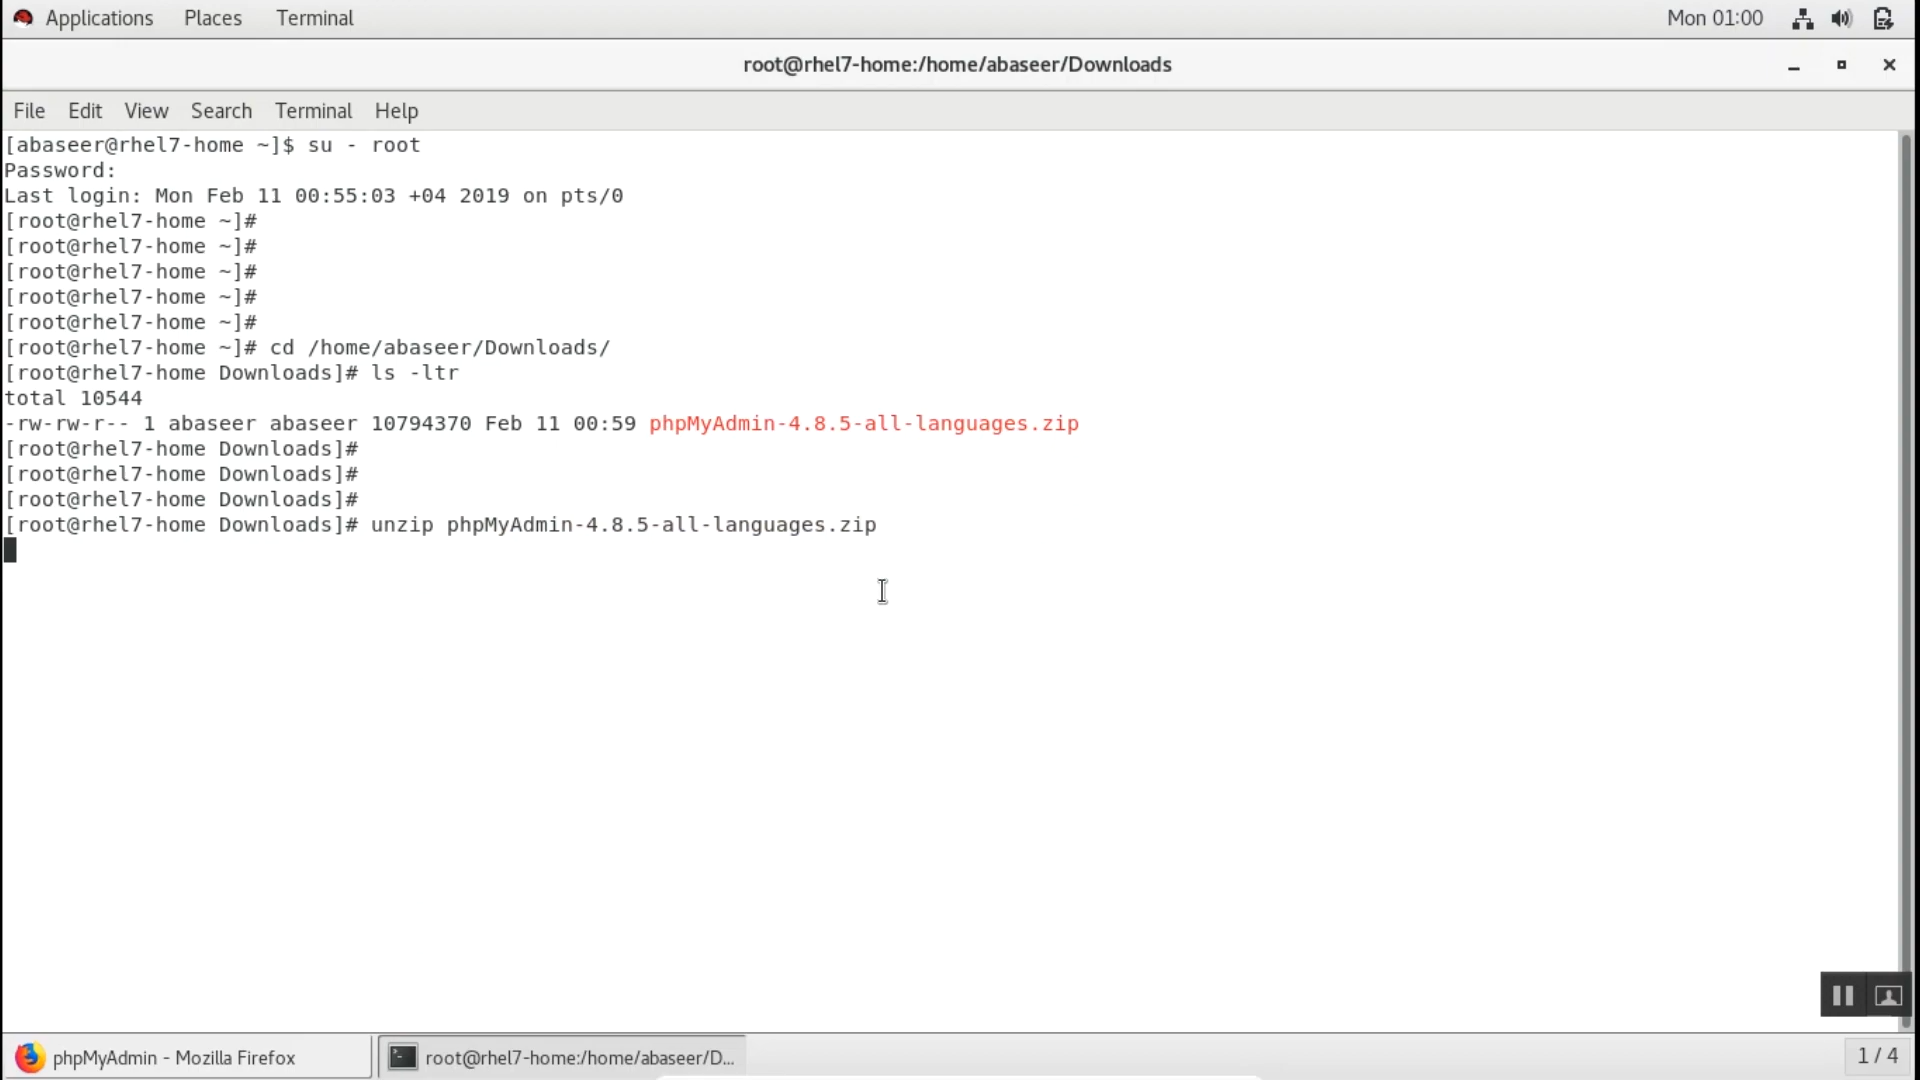 Applications Places Terminal Mon 01:00
root@rhel7-home:/home/abaseer/Downloads
File Edit View Search Terminal Help
[abaseer@rhel7-home ~]$ su - root
Password:
Last login: Mon Feb 11 00:55:03 +04 2019 on pts/0
[root@rhel7-home ~]#
[root@rhel7-home ~]#
[root@rhel7-home ~]#
[root@rhel7-home ~]#
[root@rhel7-home ~]#
[root@rhel7-home ~]# cd /home/abaseer/Downloads/
[root@rhel7-home Downloads]# ls -ltr
total 10544
-rw-rw-r-- 1 abaseer abaseer 10794370 Feb 11 00:59 phpMyAdmin-4.8.5-all-languages.zip
[root@rhel7-home Downloads]#
[root@rhel7-home Downloads]#
[root@rhel7-home Downloads]#
[root@rhel7-home Downloads]# unzip phpMyAdmin-4.8.5-all-languages.zip
phpMyAdmin - Mozilla Firefox root@rhel7-home:/home/abaseer/D... 1 / 4